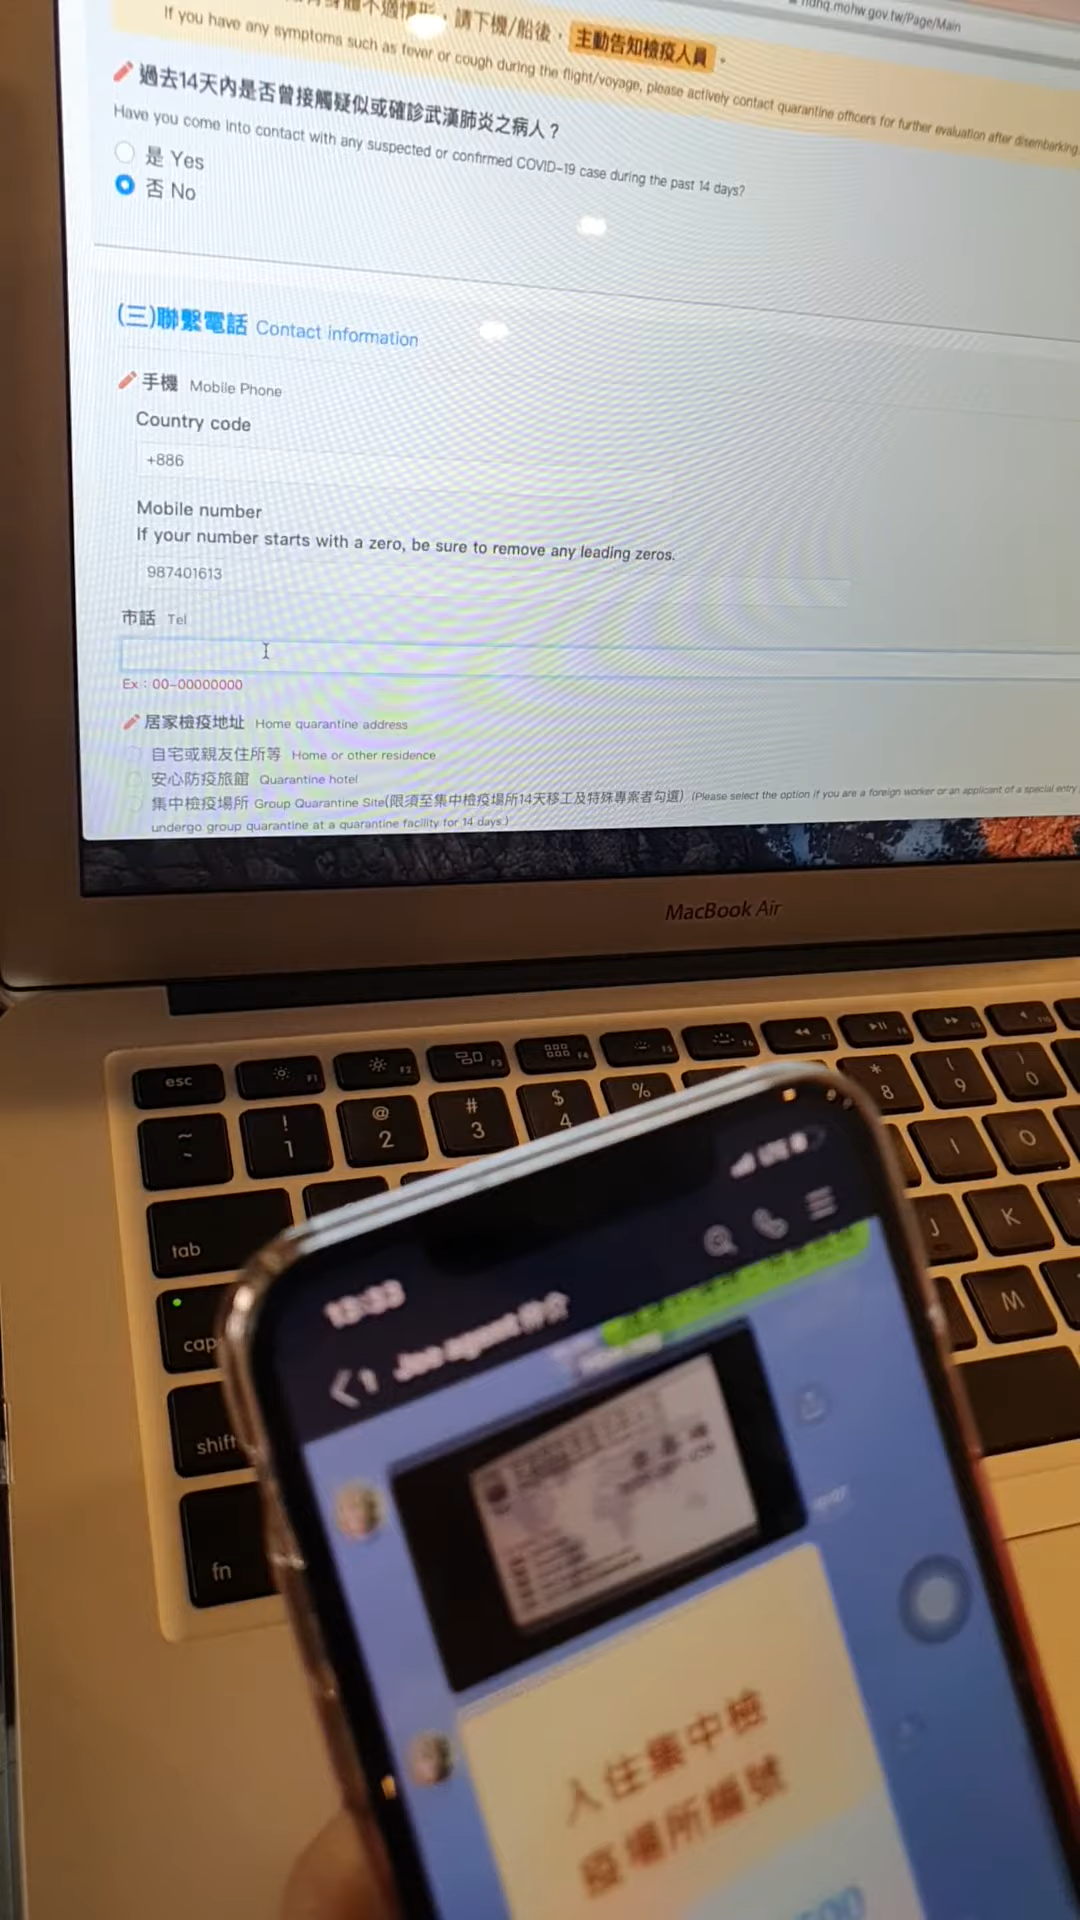 hdhq.mohw.gov.tw/Page/Main
請下機/船後，主動告知檢疫人員。
If you have any symptoms such as fever or cough during the flight/voyage, please actively contact quarantine officers for further evaluation after disembarking.
過去14天內是否曾接觸疑似或確診武漢肺炎之病人？
Have you come into contact with any suspected or confirmed COVID-19 case during the past 14 days?
是 Yes
否 No
(三)聯繫電話 Contact information
手機 Mobile Phone
Country code
+886
Mobile number
If your number starts with a zero, be sure to remove any leading zeros.
987401613
市話 Tel
Ex：00-00000000
居家檢疫地址 Home quarantine address
自宅或親友住所等 Home or other residence
安心防疫旅館 Quarantine hotel
集中檢疫場所 Group Quarantine Site(限須至集中檢疫場所14天移工及特殊專案者勾選) (Please select the option if you are a foreign worker or an applicant of a special entry
undergo group quarantine at a quarantine facility for 14 days.)
MacBook Air
esc F1 F2 F3 F4 F5 F6 F7 F8
~ ! 1 @ 2 # 3 $ 4 % * 8 ( 9 ) 0
tab I O
cap J K
shift M
fn
13:33
1 Joe agent 仲介
入住集中檢
疫場所編號